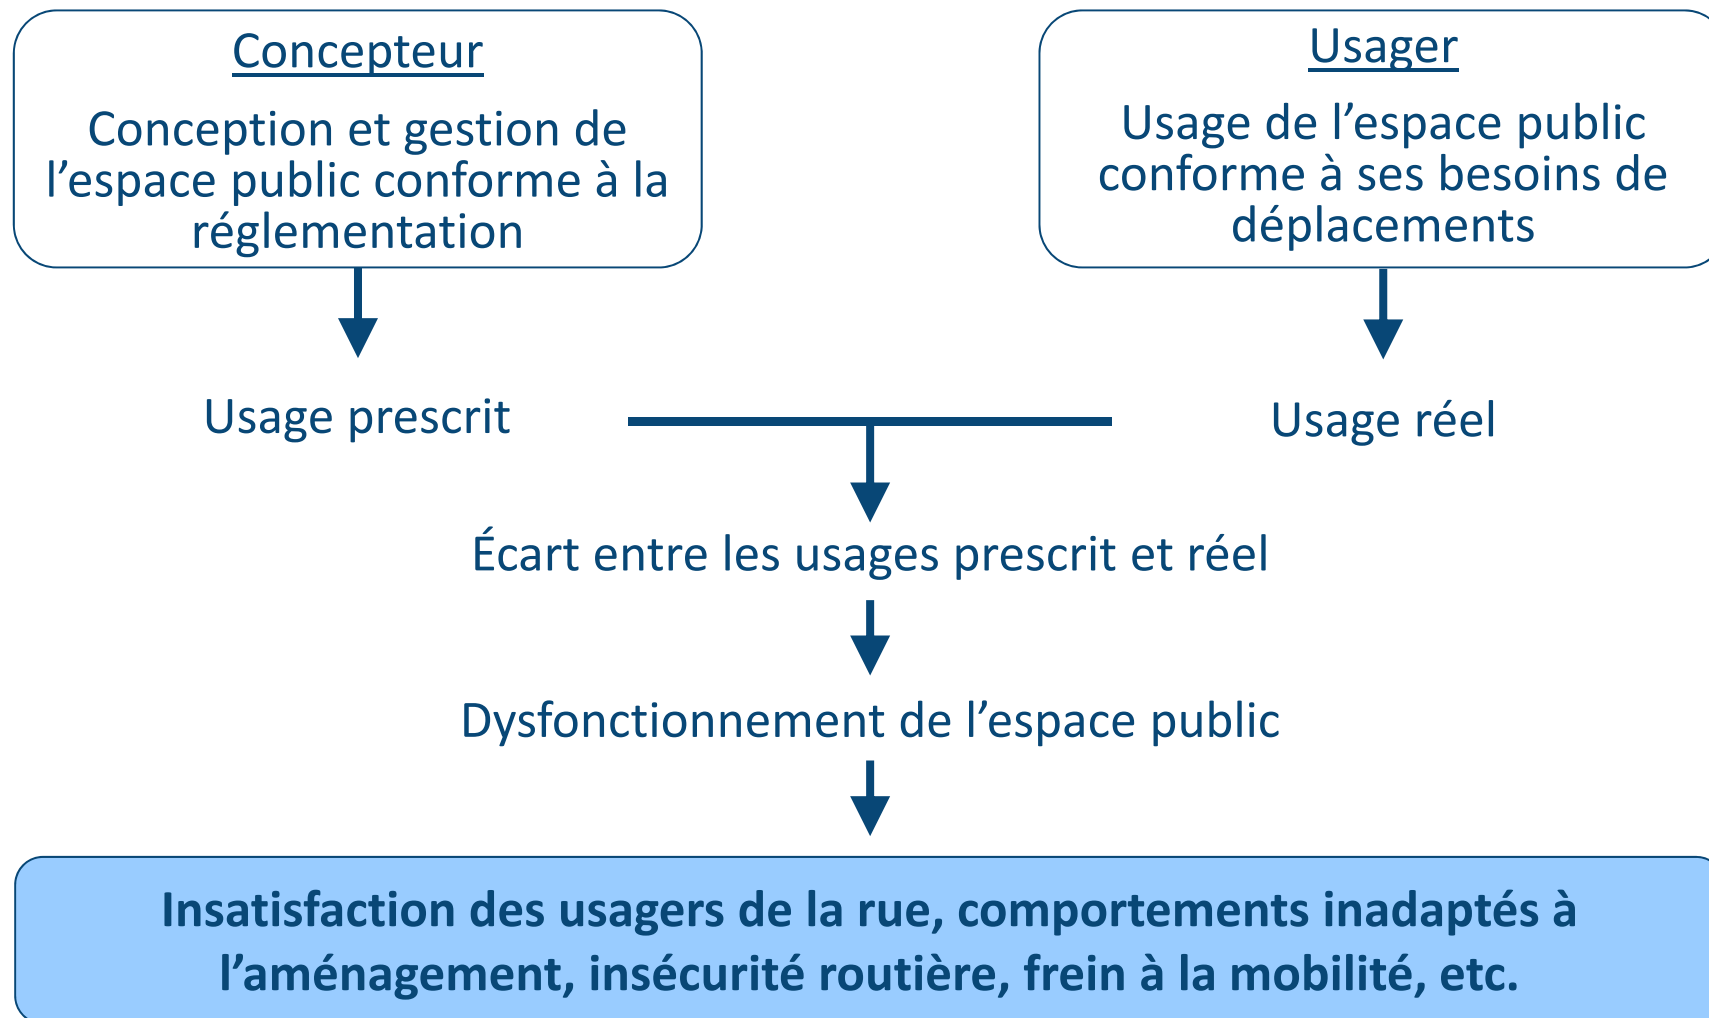 Concepteur
Conception et gestion de
l’espace public conforme à la
réglementation
Usager
Usage de l’espace public
conforme à ses besoins de
déplacements
Usage prescrit
Usage réel
Écart entre les usages prescrit et réel
Dysfonctionnement de l’espace public
Insatisfaction des usagers de la rue, comportements inadaptés à
l’aménagement, insécurité routière, frein à la mobilité, etc.